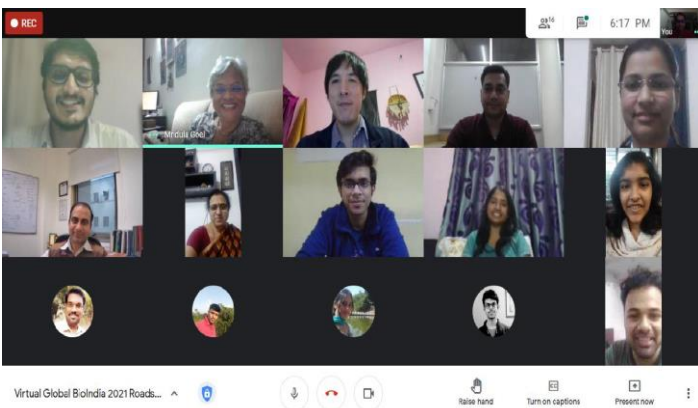 REC
16
6:17 PM
You
Mridula Goel
Virtual Global BioIndia 2021 Roads...
Raise hand
Turn on captions
Present now